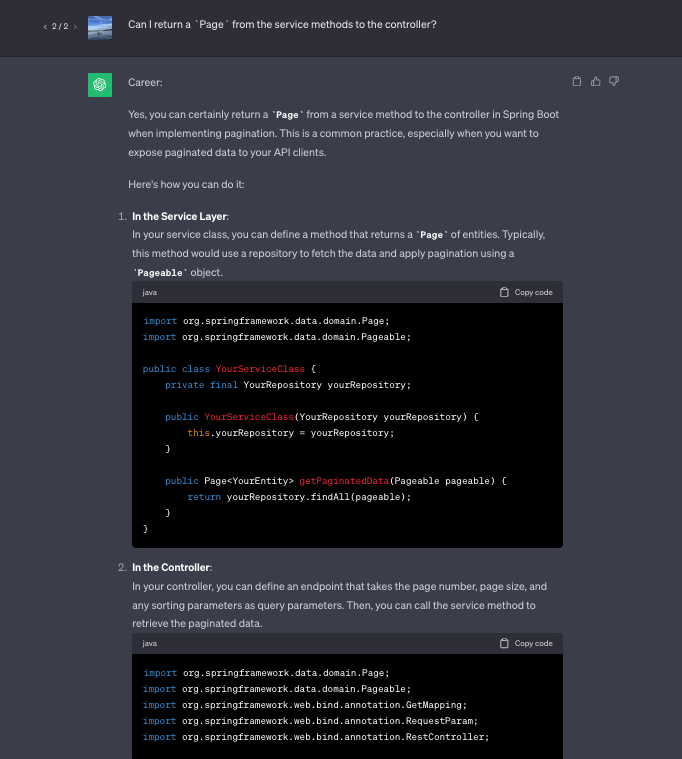 < 2 / 2 >
Can I return a `Page` from the service methods to the controller?
Career:
Yes, you can certainly return a `Page` from a service method to the controller in Spring Boot
when implementing pagination. This is a common practice, especially when you want to
expose paginated data to your API clients.
Here's how you can do it:
1. In the Service Layer:
In your service class, you can define a method that returns a `Page` of entities. Typically,
this method would use a repository to fetch the data and apply pagination using a
`Pageable` object.
java Copy code
import org.springframework.data.domain.Page;
import org.springframework.data.domain.Pageable;
public class YourServiceClass {
    private final YourRepository yourRepository;
    public YourServiceClass(YourRepository yourRepository) {
        this.yourRepository = yourRepository;
    }
    public Page<YourEntity> getPaginatedData(Pageable pageable) {
        return yourRepository.findAll(pageable);
    }
}
2. In the Controller:
In your controller, you can define an endpoint that takes the page number, page size, and
any sorting parameters as query parameters. Then, you can call the service method to
retrieve the paginated data.
java Copy code
import org.springframework.data.domain.Page;
import org.springframework.data.domain.Pageable;
import org.springframework.web.bind.annotation.GetMapping;
import org.springframework.web.bind.annotation.RequestParam;
import org.springframework.web.bind.annotation.RestController;